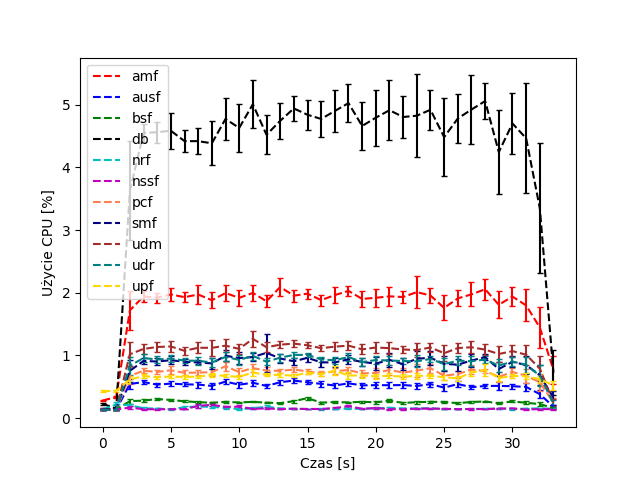 amf
ausf
bsf
db
nrf
nssf
pcf
smf
udm
udr
upf
Użycie CPU [%]
5
4
3
2
1
0
0
5
10
15
20
25
30
Czas [s]